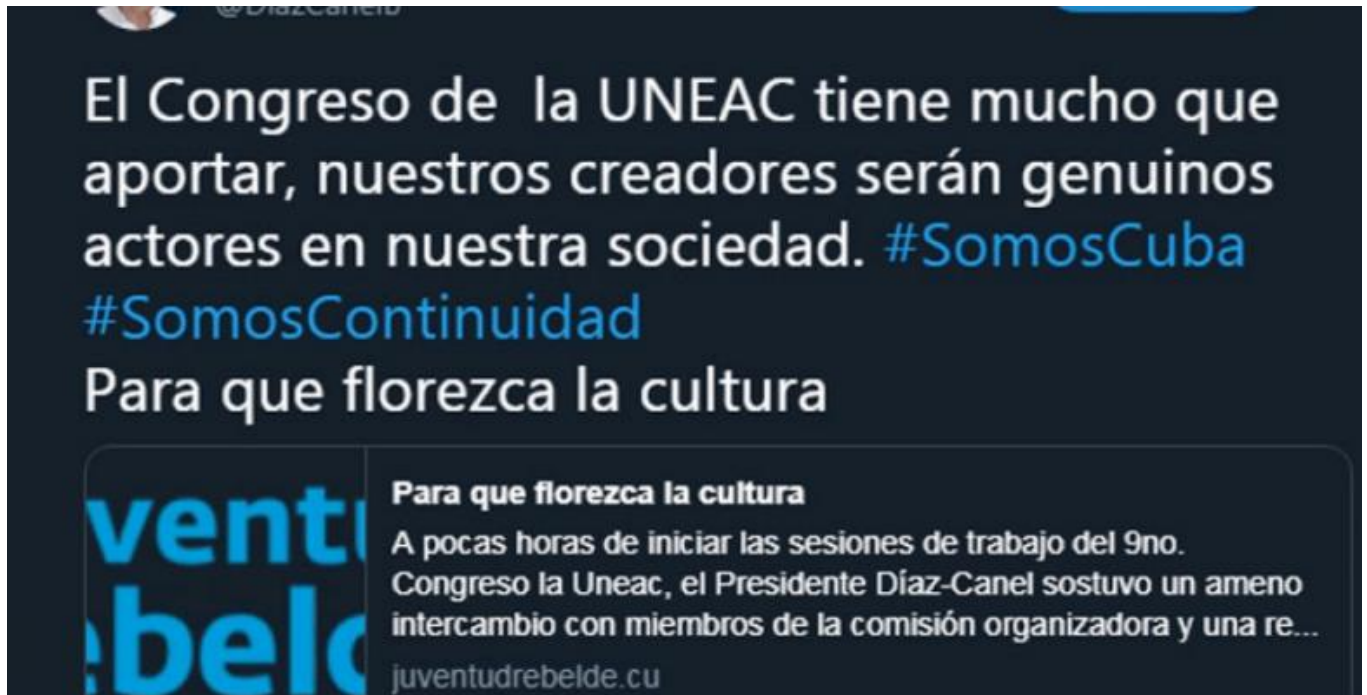 @DiazCanelB
El Congreso de  la UNEAC tiene mucho que
aportar, nuestros creadores serán genuinos
actores en nuestra sociedad. #SomosCuba
#SomosContinuidad
Para que florezca la cultura
Para que florezca la cultura
A pocas horas de iniciar las sesiones de trabajo del 9no.
Congreso la Uneac, el Presidente Díaz-Canel sostuvo un ameno
intercambio con miembros de la comisión organizadora y una re...
juventudrebelde.cu